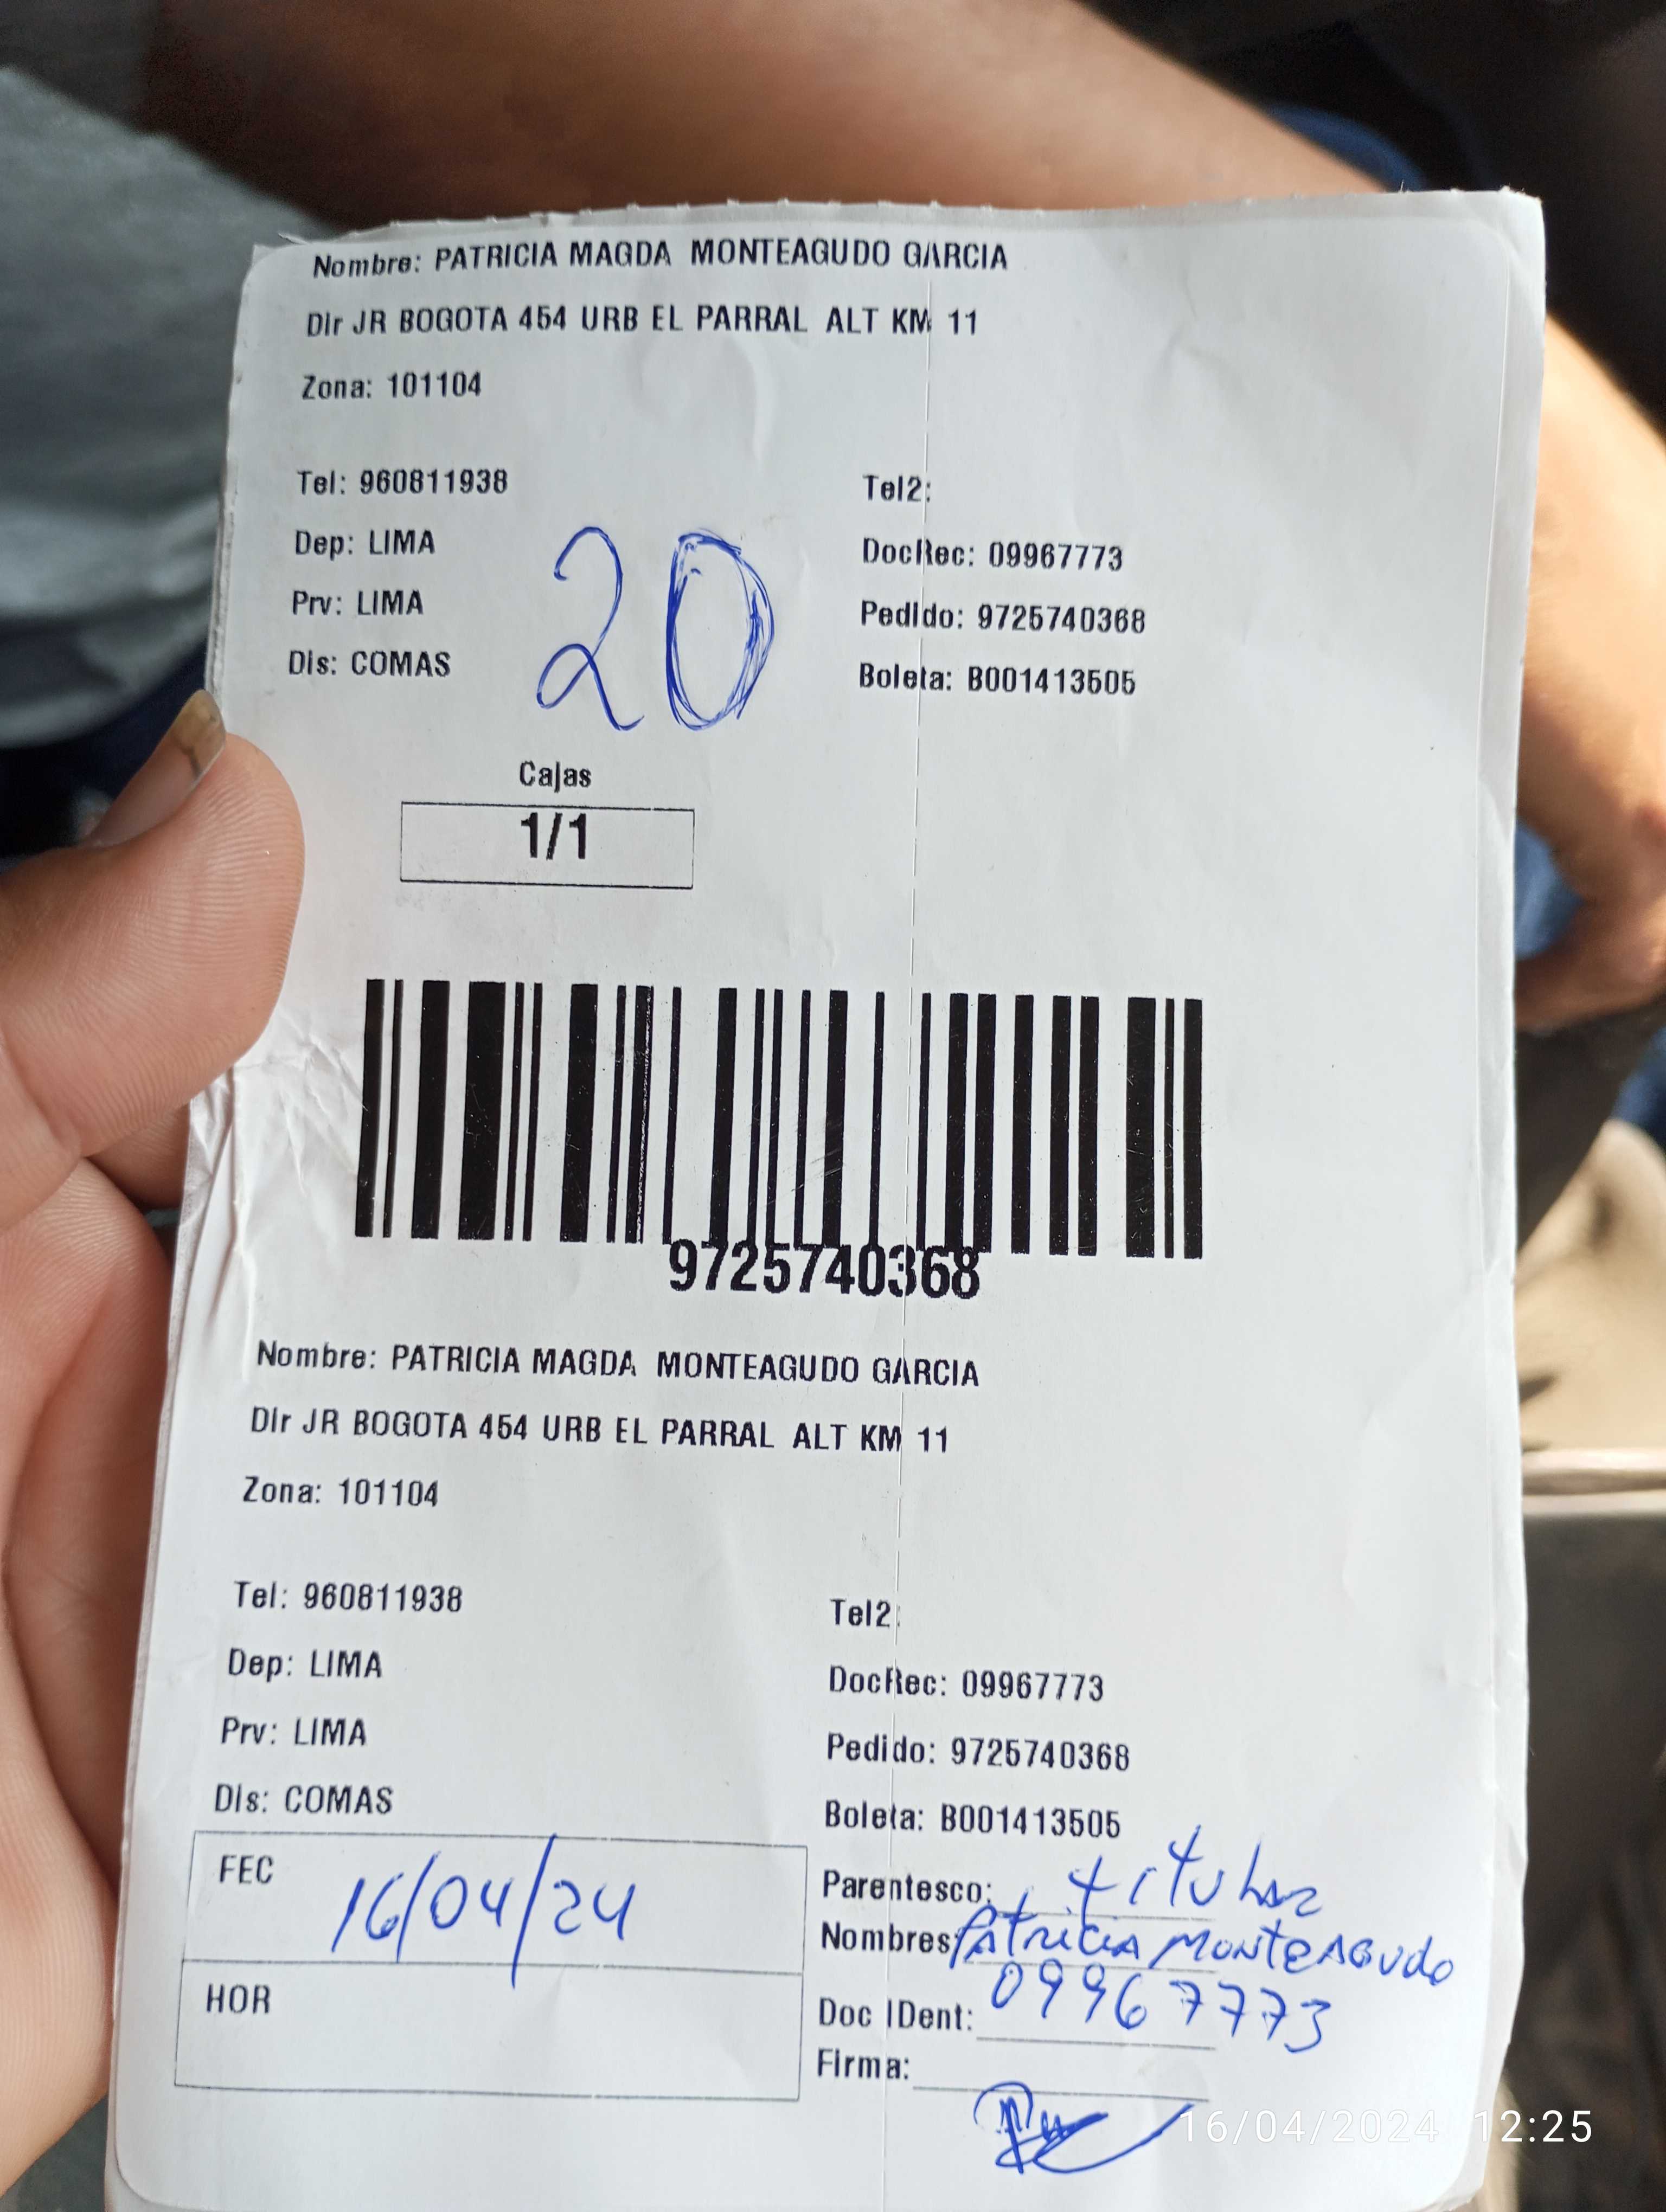 Nombre: PATRICIA MAGDA MONTEAGUDO GARCIA
Dir JR BOGOTA 454 URB EL PARRAL ALT KM 11
Zona: 101104
Tel: 960811938 Tel2:
Dep: LIMA DocRec: 09967773
Prv: LIMA Pedido: 9725740368
Dis: COMAS Boleta: B001413505
20
Cajas
1/1
9725740368
Nombre: PATRICIA MAGDA MONTEAGUDO GARCIA
Dir JR BOGOTA 454 URB EL PARRAL ALT KM 11
Zona: 101104
Tel: 960811938 Tel2:
Dep: LIMA DocRec: 09967773
Prv: LIMA Pedido: 9725740368
Dis: COMAS Boleta: B001413505
FEC 16/04/24 Parentesco: titular
Nombres: Patricia Monteagudo
HOR Doc IDent: 09967773
Firma:
16/04/2024 12:25